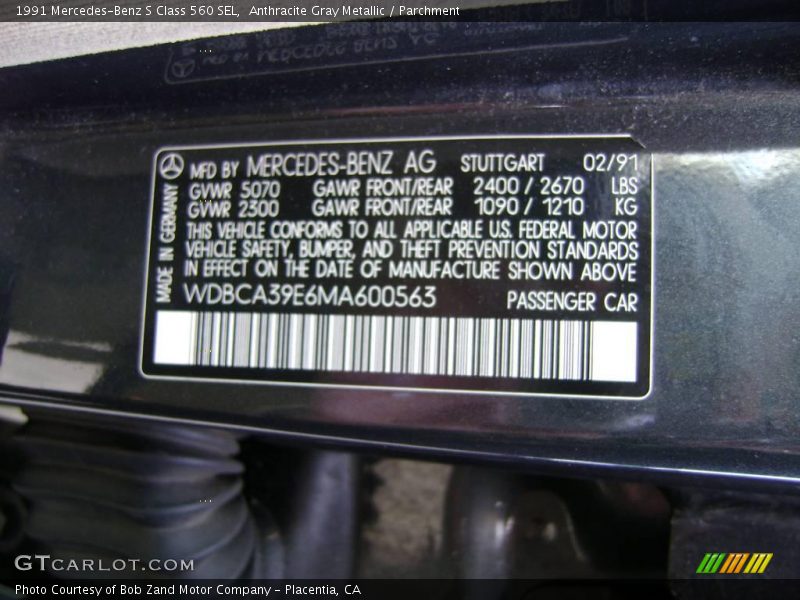 1991 Mercedes-Benz S Class 560 SEL,  Anthracite Gray Metallic / Parchment
MFD BY MERCEDES-BENZ AG STUTTGART 02/91
GVWR 5070 GAWR FRONT/REAR 2400 / 2670 LBS
GVWR 2300 GAWR FRONT/REAR 1090 / 1210 KG
THIS VEHICLE CONFORMS TO ALL APPLICABLE U.S. FEDERAL MOTOR
VEHICLE SAFETY, BUMPER, AND THEFT PREVENTION STANDARDS
IN EFFECT ON THE DATE OF MANUFACTURE SHOWN ABOVE
MADE IN GERMANY
WDBCA39E6MA600563 PASSENGER CAR
GTCARLOT.COM
Photo Courtesy of Bob Zand Motor Company - Placentia, CA